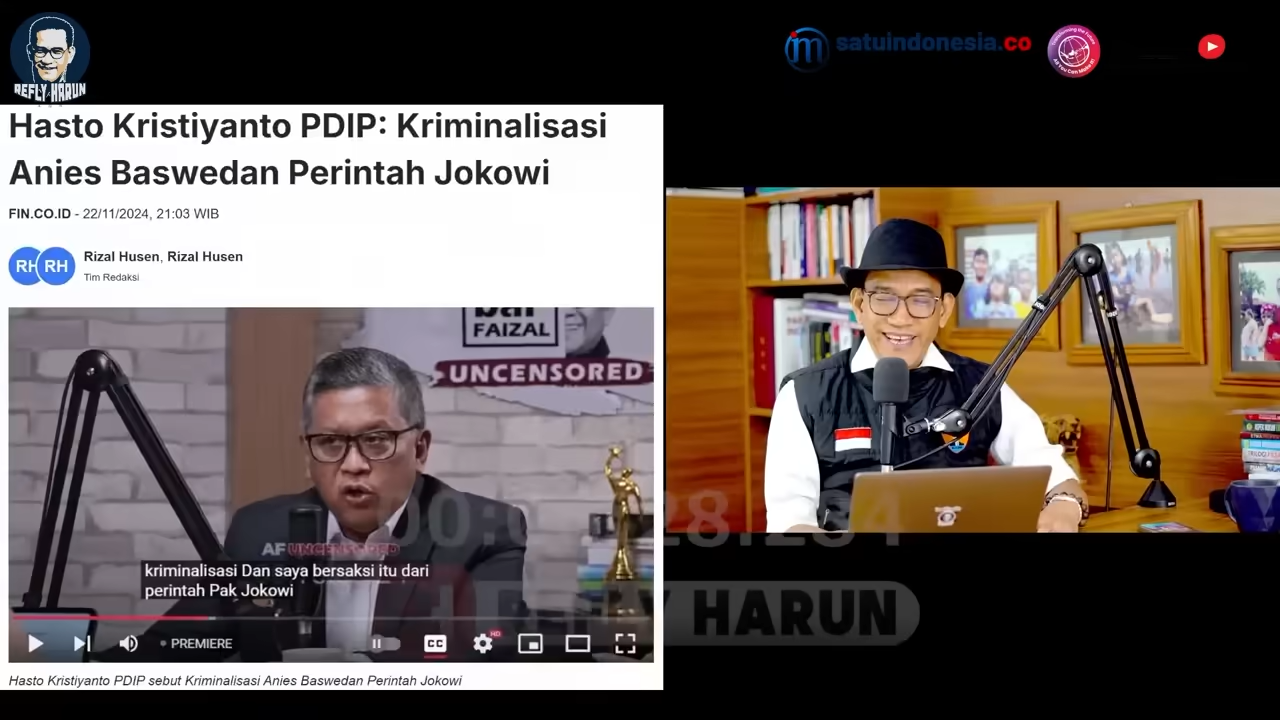 REFLY HARUN
satuindonesia.co
Hasto Kristiyanto PDIP: Kriminalisasi
Anies Baswedan Perintah Jokowi
FIN.CO.ID - 22/11/2024, 21:03 WIB
RH RH
Rizal Husen, Rizal Husen
Tim Redaksi
FAIZAL
UNCENSORED
AF UNCENSORED
kriminalisasi Dan saya bersaksi itu dari
perintah Pak Jokowi
PREMIERE
CC
HD
HARUN
Hasto Kristiyanto PDIP sebut Kriminalisasi Anies Baswedan Perintah Jokowi